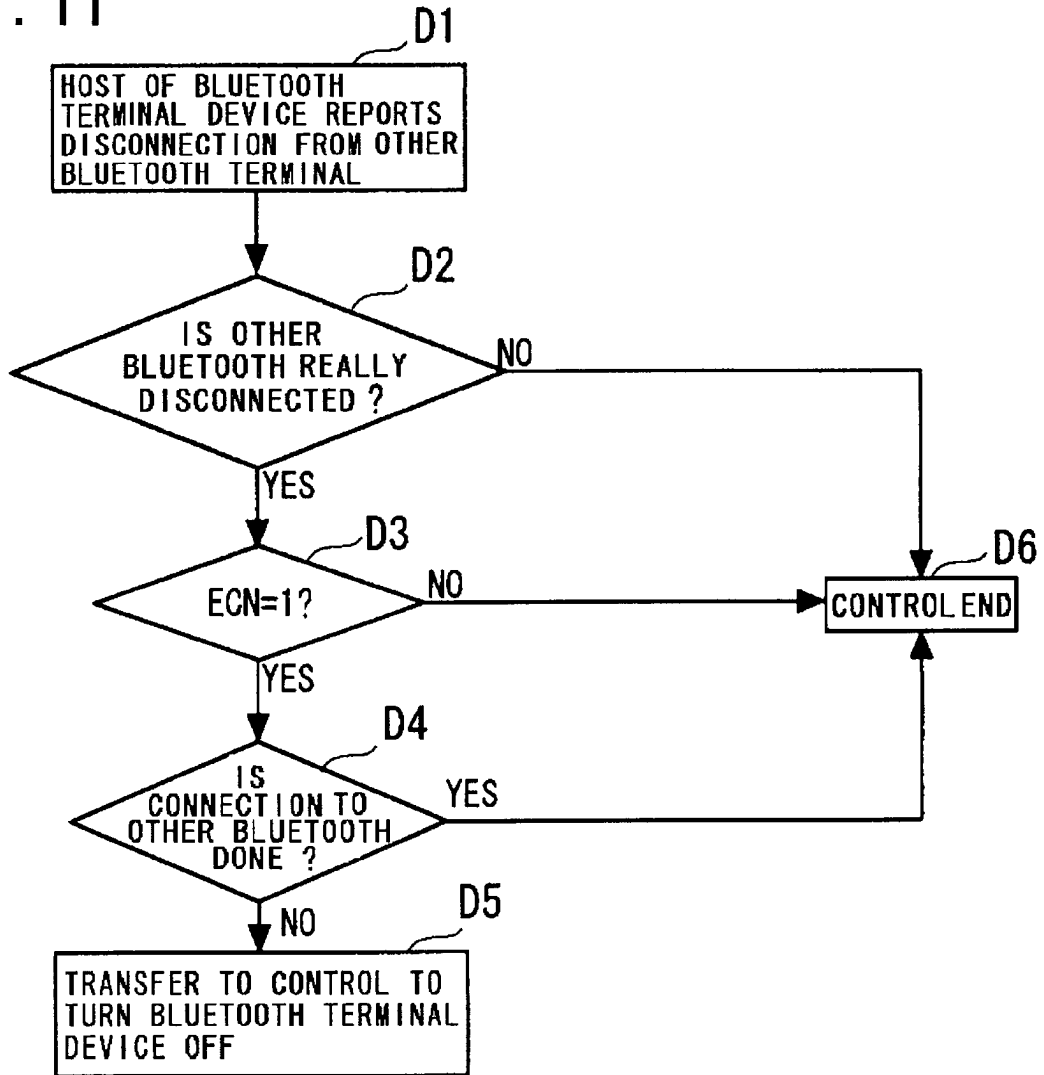 . 11
D1
HOST OF BLUETOOTH
TERMINAL DEVICE REPORTS
DISCONNECTION FROM OTHER
BLUETOOTH TERMINAL
D2
IS OTHER
BLUETOOTH REALLY
DISCONNECTED ?
NO
YES
D3
ECN=1?
NO
D6
CONTROL END
YES
D4
IS
CONNECTION TO
OTHER BLUETOOTH
DONE ?
YES
NO
D5
TRANSFER TO CONTROL TO
TURN BLUETOOTH TERMINAL
DEVICE OFF